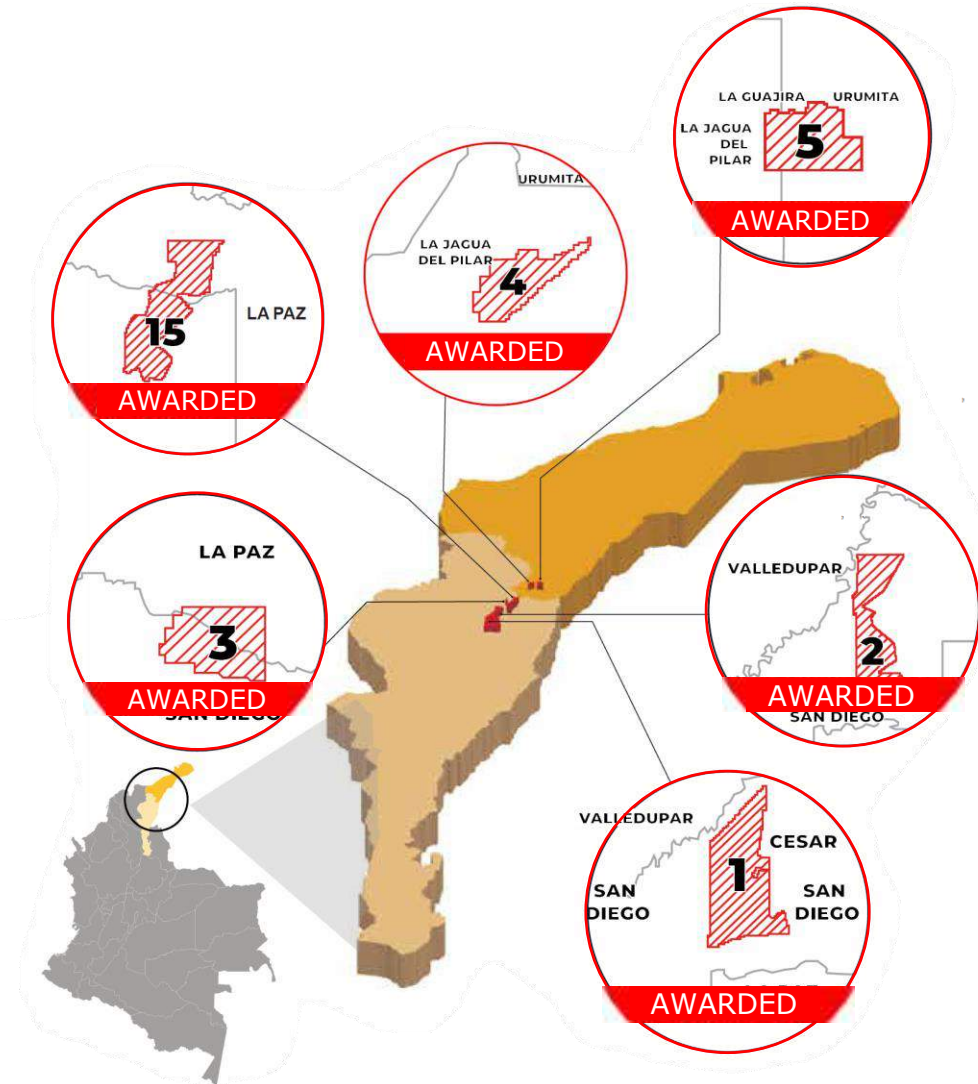 LA GUAJIRA URUMITA
LA JAGUA
DEL
PILAR
5
AWARDED
URUMITA
LA JAGUA
DEL PILAR
4
AWARDED
LA PAZ
15
AWARDED
LA PAZ
3
AWARDED
SAN DIEGO
VALLEDUPAR
2
AWARDED
SAN DIEGO
VALLEDUPAR
CESAR
1
SAN
DIEGO
SAN
DIEGO
AWARDED